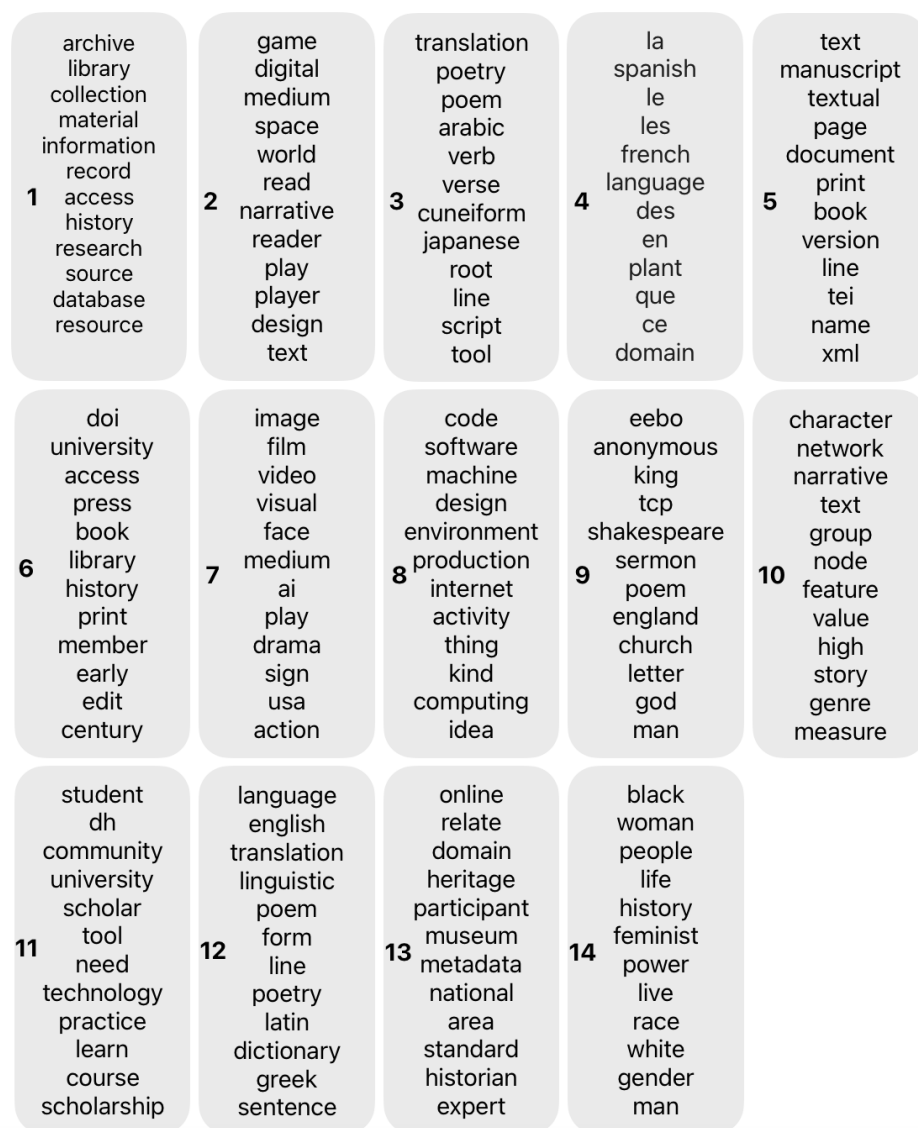 1
archive
library
collection
material
information
record
access
history
research
source
database
resource
2
game
digital
medium
space
world
read
narrative
reader
play
player
design
text
3
translation
poetry
poem
arabic
verb
verse
cuneiform
japanese
root
line
script
tool
4
la
spanish
le
les
french
language
des
en
plant
que
ce
domain
5
text
manuscript
textual
page
document
print
book
version
line
tei
name
xml
6
doi
university
access
press
book
library
history
print
member
early
edit
century
7
image
film
video
visual
face
medium
ai
play
drama
sign
usa
action
8
code
software
machine
design
environment
production
internet
activity
thing
kind
computing
idea
9
eebo
anonymous
king
tcp
shakespeare
sermon
poem
england
church
letter
god
man
10
character
network
narrative
text
group
node
feature
value
high
story
genre
measure
11
student
dh
community
university
scholar
tool
need
technology
practice
learn
course
scholarship
12
language
english
translation
linguistic
poem
form
line
poetry
latin
dictionary
greek
sentence
13
online
relate
domain
heritage
participant
museum
metadata
national
area
standard
historian
expert
14
black
woman
people
life
history
feminist
power
live
race
white
gender
man